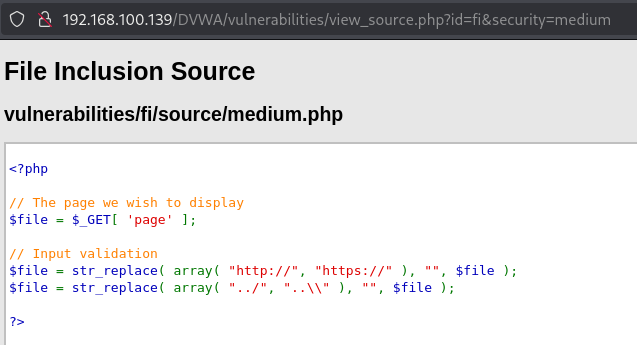 192.168.100.139/DVWA/vulnerabilities/view_source.php?id=fi&security=medium
File Inclusion Source
vulnerabilities/fi/source/medium.php
<?php
// The page we wish to display
$file = $_GET[ 'page' ];
// Input validation
$file = str_replace( array( "http://", "https://" ), "", $file );
$file = str_replace( array( "../", "..\\" ), "", $file );
?>